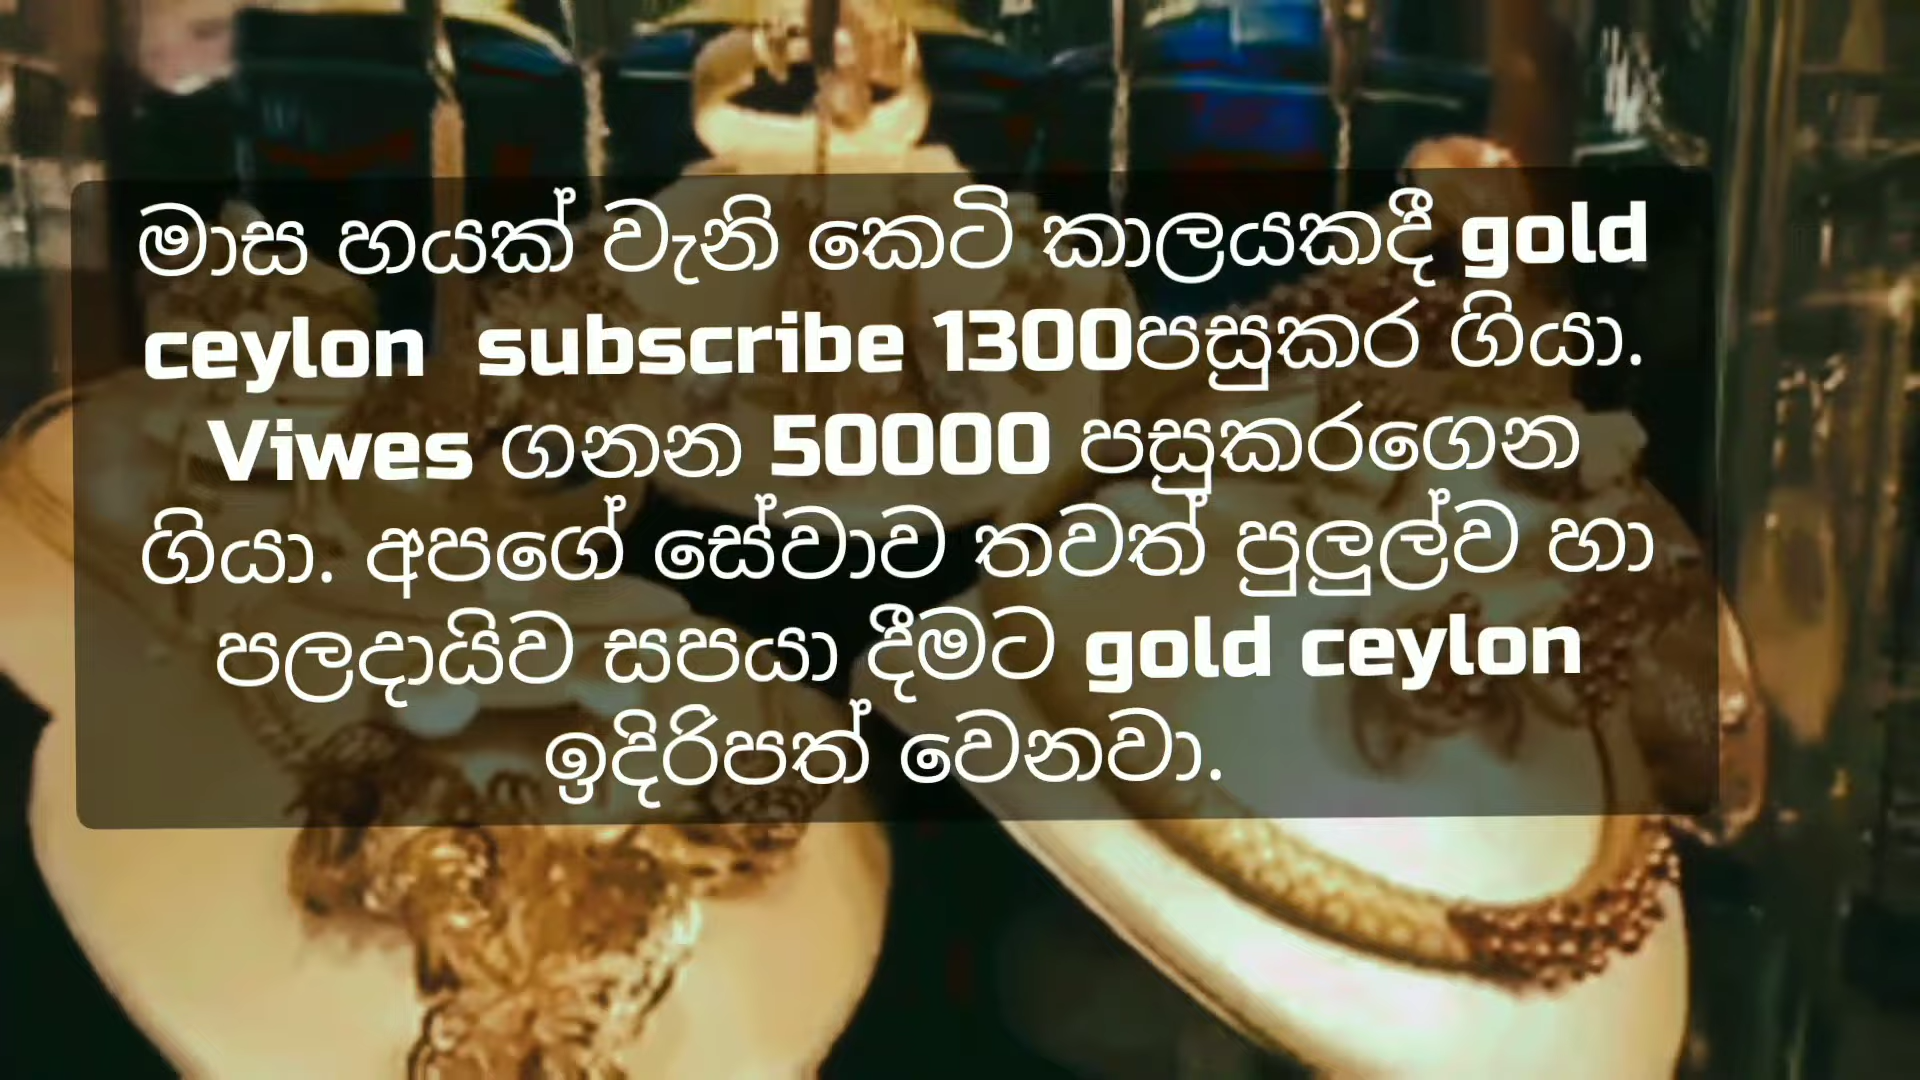 මාස හයක් වැනි කෙටි කාලයකදී gold
ceylon subscribe 1300පසුකර ගියා.
Viwes ගනන 50000 පසුකරගෙන
ගියා. අපගේ සේවාව තවත් පුලුල්ව හා
පලදායිව සපයා දීමට gold ceylon
ඉදිරිපත් වෙනවා.